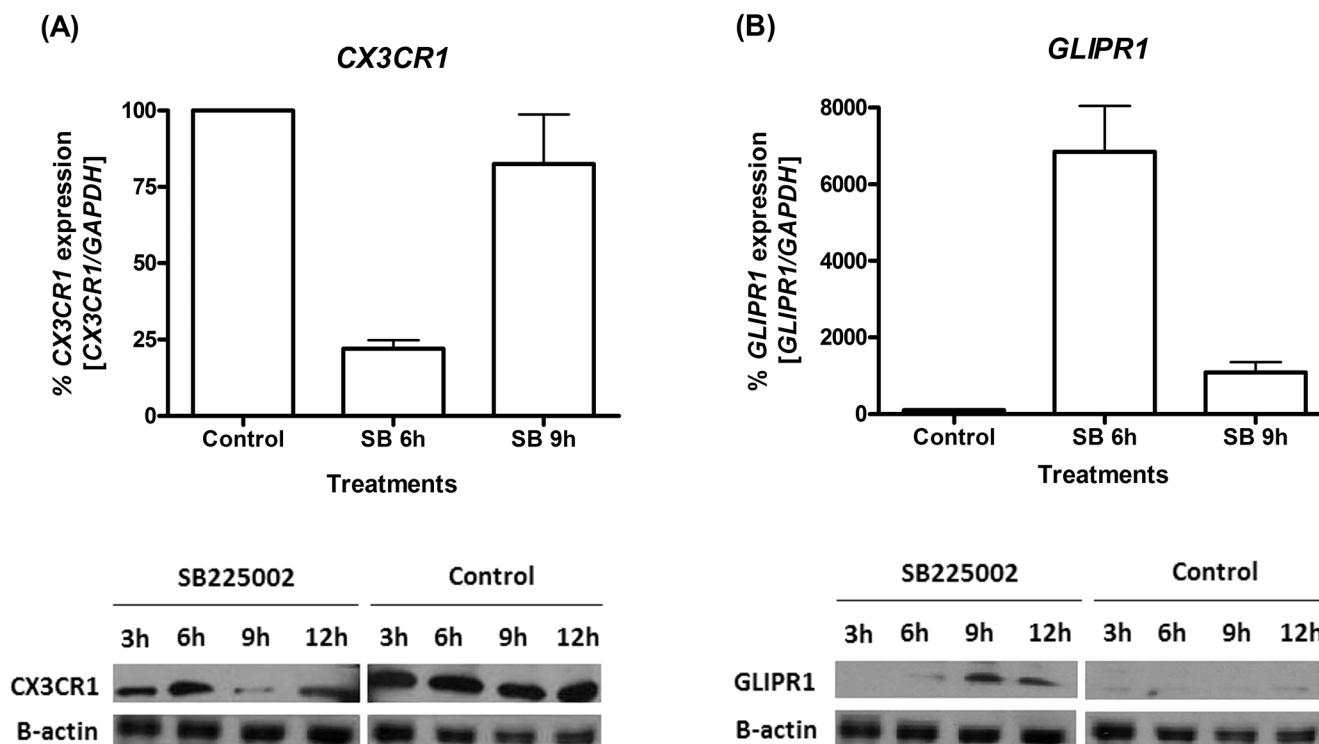 (A)
CX3CR1
% CX3CR1 expression
[CX3CR1/GAPDH]
100
75
50
25
0
Control SB 6h SB 9h
Treatments
SB225002 Control
3h 6h 9h 12h 3h 6h 9h 12h
CX3CR1
B-actin
(B)
GLIPR1
% GLIPR1 expression
[GLIPR1/GAPDH]
8000
6000
4000
2000
0
Control SB 6h SB 9h
Treatments
SB225002 Control
3h 6h 9h 12h 3h 6h 9h 12h
GLIPR1
B-actin